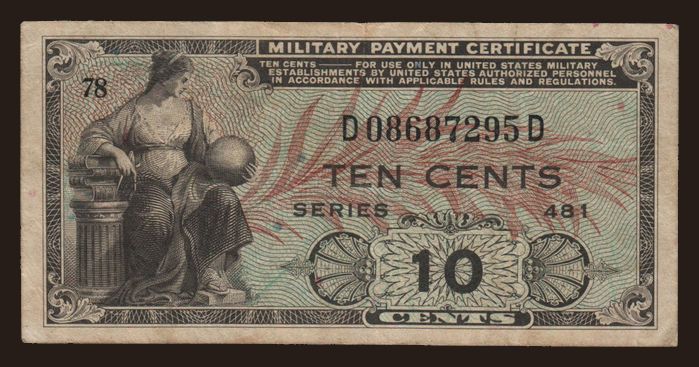 MILITARY PAYMENT CERTIFICATE
TEN CENTS — FOR USE ONLY IN UNITED STATES MILITARY
ESTABLISHMENTS BY UNITED STATES AUTHORIZED PERSONNEL
IN ACCORDANCE WITH APPLICABLE RULES AND REGULATIONS.
78
D08687295D
TEN CENTS
SERIES 481
10
CENTS